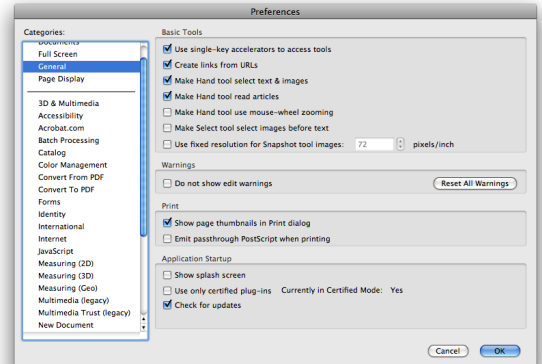 Preferences
Categories:
Documents
Full Screen
General
Page Display
3D & Multimedia
Accessibility
Acrobat.com
Batch Processing
Catalog
Color Management
Convert From PDF
Convert To PDF
Forms
Identity
International
Internet
JavaScript
Measuring (2D)
Measuring (3D)
Measuring (Geo)
Multimedia (legacy)
Multimedia Trust (legacy)
New Document
Basic Tools
Use single-key accelerators to access tools
Create links from URLs
Make Hand tool select text & images
Make Hand tool read articles
Make Hand tool use mouse-wheel zooming
Make Select tool select images before text
Use fixed resolution for Snapshot tool images: 72 pixels/inch
Warnings
Do not show edit warnings Reset All Warnings
Print
Show page thumbnails in Print dialog
Emit passthrough PostScript when printing
Application Startup
Show splash screen
Use only certified plug-ins Currently in Certified Mode: Yes
Check for updates
Cancel OK